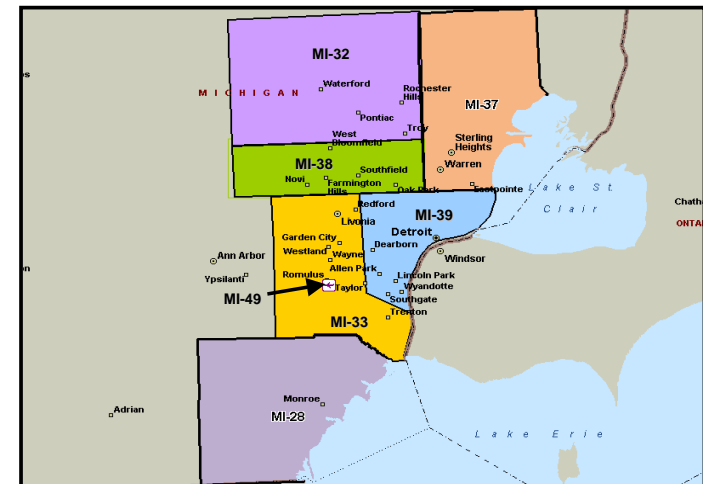 MI-32
Waterford
MICHIGAN
Rochester
Hills
MI-37
Pontiac
Troy
West
Bloomfield
Sterling
Heights
MI-38
Warren
Southfield
Novi
Farmington
Hills
Oak Park
Eastpointe
Lake St.
Clair
Chath
ONTAI
Redford
MI-39
Livonia
Detroit
Garden City
Westland
Wayne
Dearborn
Windsor
Ann Arbor
Allen Park
Ypsilanti
Romulus
Lincoln Park
Taylor
Wyandotte
MI-49
Southgate
Trenton
MI-33
Monroe
Adrian
MI-28
Lake Erie